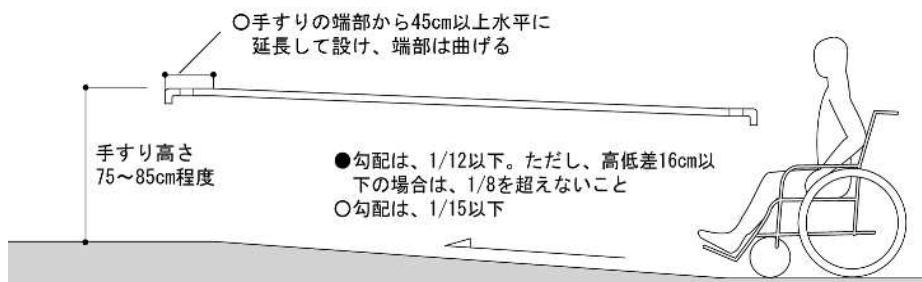 ○手すりの端部から45cm以上水平に
延長して設け、端部は曲げる
手すり高さ
75～85cm程度
●勾配は、1/12以下。ただし、高低差16cm以
下の場合は、1/8を超えないこと
○勾配は、1/15以下